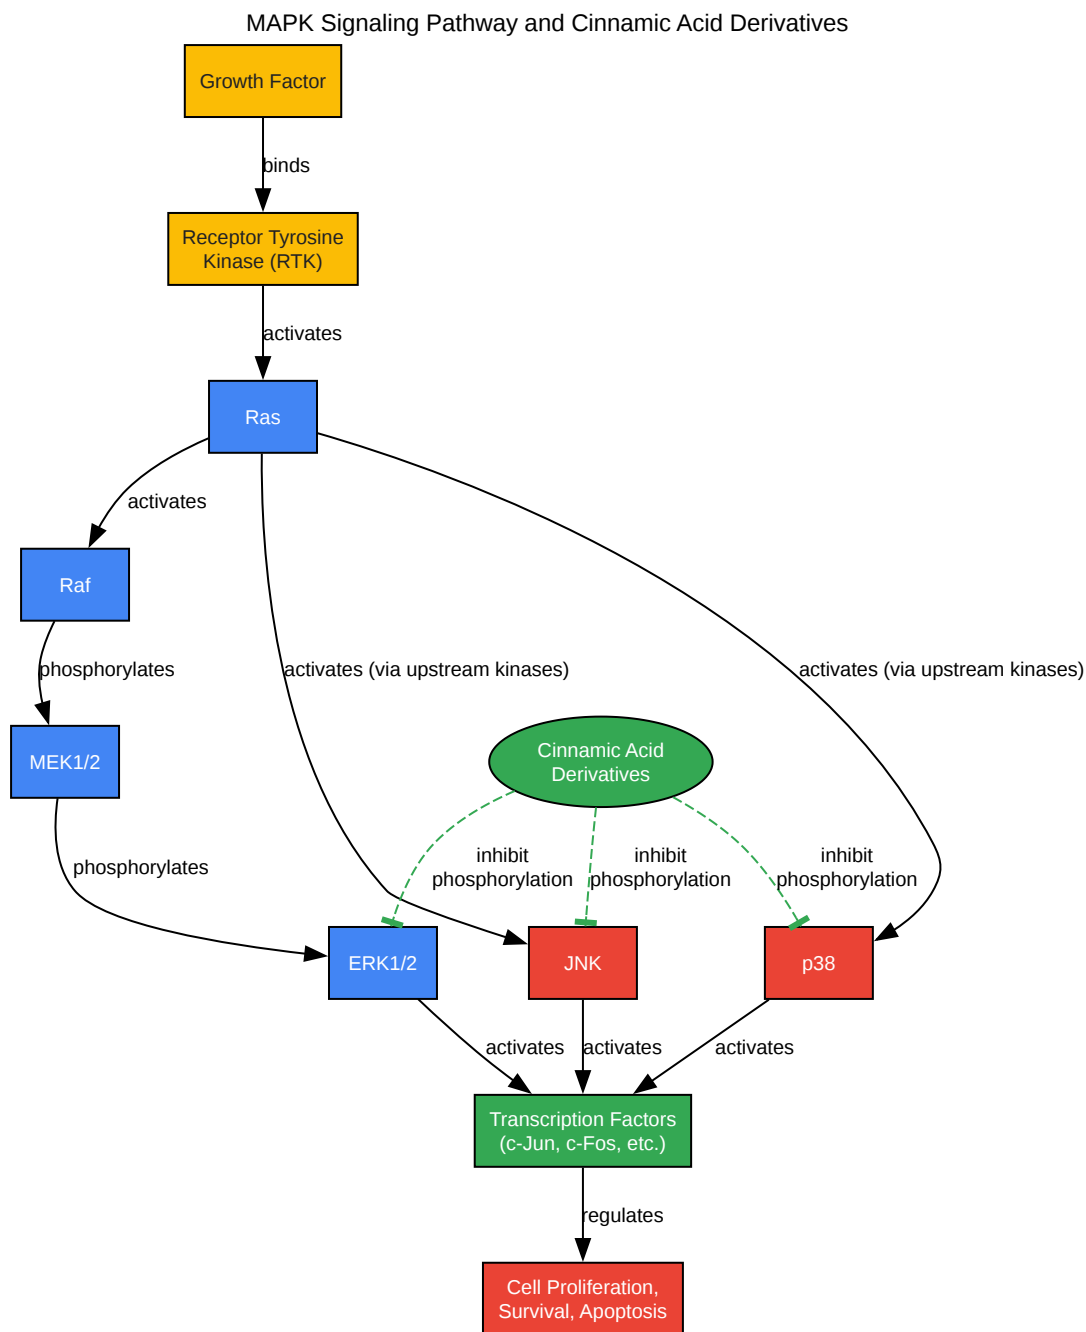 MAPK Signaling Pathway and Cinnamic Acid Derivatives
Growth Factor
binds
Receptor Tyrosine
Kinase (RTK)
activates
Ras
activates
Raf
phosphorylates
activates (via upstream kinases)
activates (via upstream kinases)
MEK1/2
Cinnamic Acid
Derivatives
phosphorylates
inhibit
phosphorylation
inhibit
phosphorylation
inhibit
phosphorylation
ERK1/2
JNK
p38
activates
activates
activates
Transcription Factors
(c-Jun, c-Fos, etc.)
regulates
Cell Proliferation,
Survival, Apoptosis